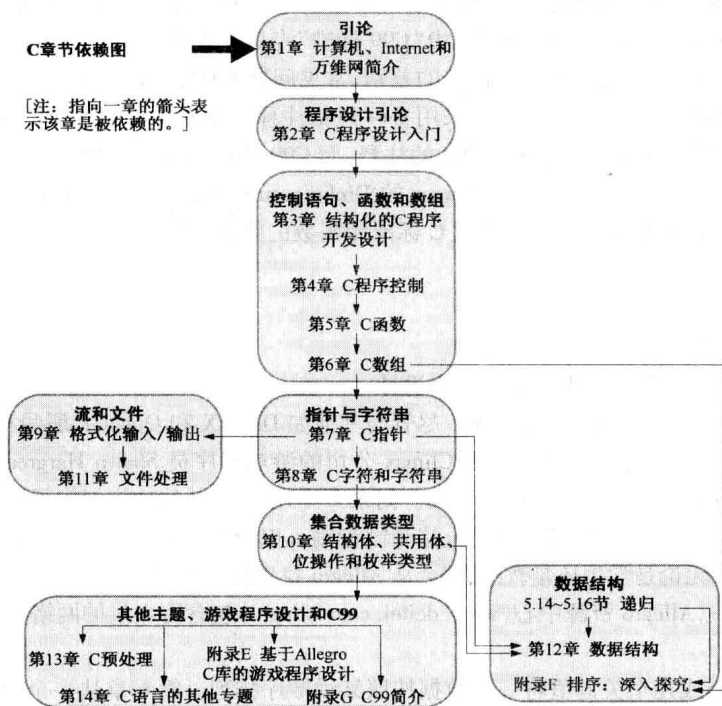 C章节依赖图
[注：指向一章的箭头表
示该章是被依赖的。]
引论
第1章 计算机、Internet和
万维网简介
程序设计引论
第2章 C程序设计入门
控制语句、函数和数组
第3章 结构化的C程序
开发设计
第4章 C程序控制
第5章 C函数
第6章 C数组
指针与字符串
第7章 C指针
第8章 C字符和字符串
流和文件
第9章 格式化输入/输出
第11章 文件处理
集合数据类型
第10章 结构体、共用体、
位操作和枚举类型
数据结构
5.14~5.16节 递归
第12章 数据结构
附录F 排序：深入探究
其他主题、游戏程序设计和C99
第13章 C预处理
附录E 基于Allegro
C库的游戏程序设计
第14章 C语言的其他专题
附录G C99简介